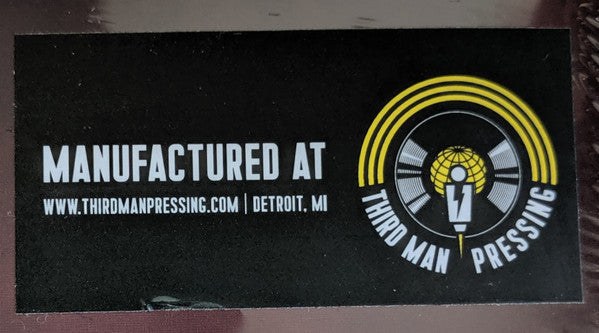 MANUFACTURED AT
WWW.THIRDMANPRESSING.COM | DETROIT, MI
THIRD MAN PRESSING